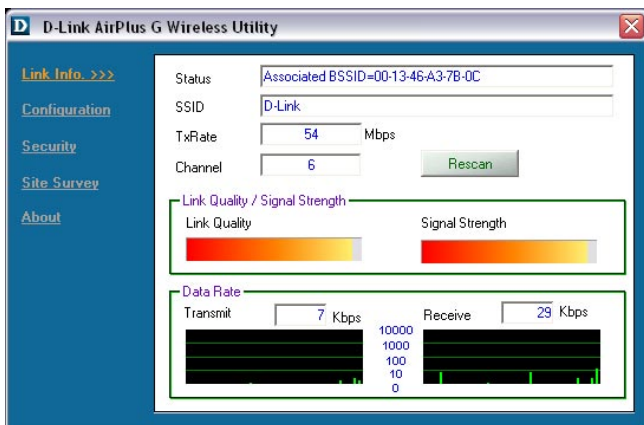 D D-Link AirPlus G Wireless Utility
Link Info. >>>
Configuration
Security
Site Survey
About
Status Associated BSSID=00-13-46-A3-7B-0C
SSID D-Link
TxRate 54 Mbps
Channel 6 Rescan
Link Quality / Signal Strength
Link Quality Signal Strength
Data Rate
Transmit 7 Kbps Receive 29 Kbps
10000
1000
100
10
0